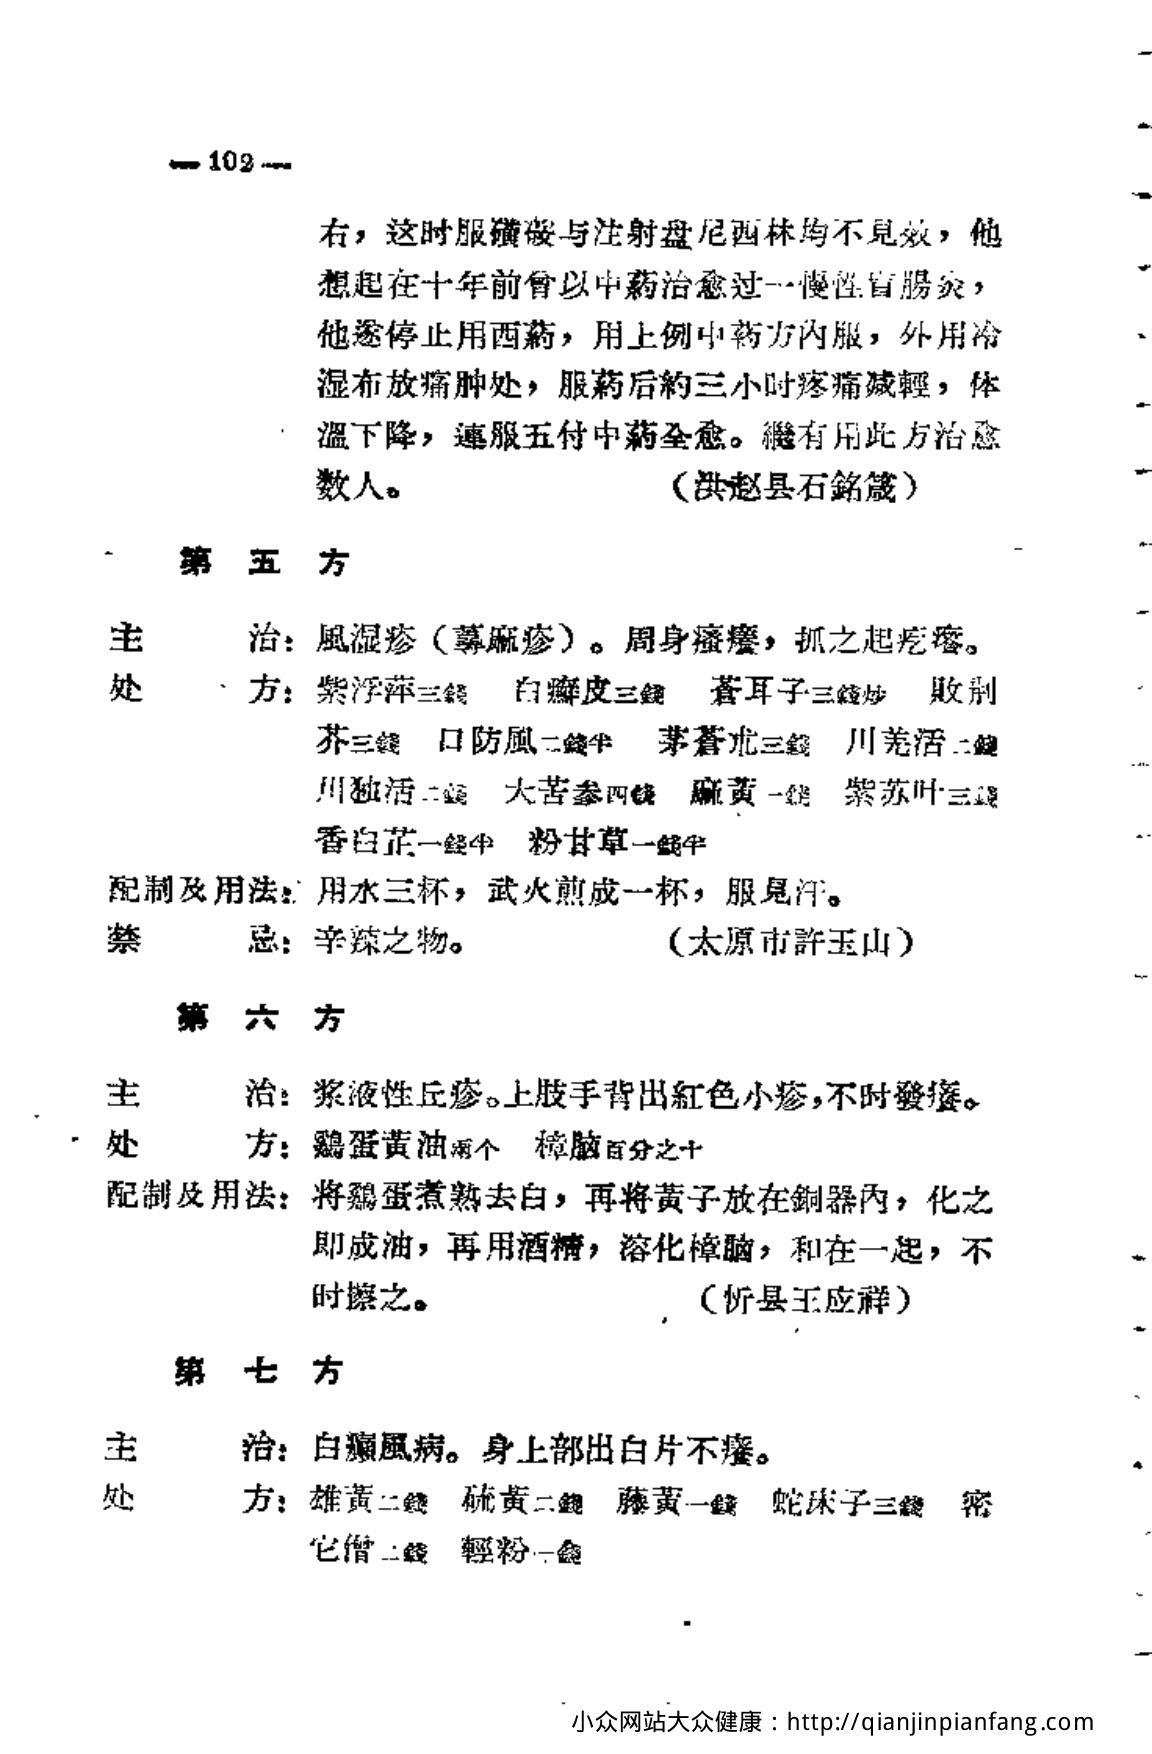 — 102 —
右，这时服磺胺与注射盘尼西林均不見效，他
想起在十年前曾以中葯治愈过一慢性盲腸炎，
他遂停止用西葯，用上例中葯方內服，外用冷
湿布放痛肿处，服葯后約三小时疼痛减輕，体
溫下降，連服五付中葯全愈。繼有用此方治愈
数人。 （洪赵县石銘箴）
第五方
主治：風湿疹（蕁麻疹）。周身瘙癢，抓之起疙瘩。
处方：紫浮萍三錢 白癬皮三錢 蒼耳子三錢炒 敗荆
芥三錢 口防風二錢半 茅蒼朮三錢 川羌活二錢
川独活二錢 大苦参四錢 麻黃一錢 紫苏叶三錢
香白芷一錢半 粉甘草一錢半
配制及用法：用水三杯，武火煎成一杯，服見汗。
禁忌：辛辣之物。 （太原市許玉山）
第六方
主治：浆液性丘疹。上肢手背出紅色小疹，不时發癢。
处方：鷄蛋黃油兩个 樟脑百分之十
配制及用法：将鷄蛋煮熟去白，再将黃子放在銅器內，化之
即成油，再用酒精，溶化樟脑，和在一起，不
时擦之。 （忻县王应祥）
第七方
主治：白癜風病。身上部出白片不癢。
处方：雄黃二錢 硫黃二錢 藤黃一錢 蛇床子三錢 密
它僧二錢 輕粉一錢
小众网站大众健康：http://qianjinpianfang.com